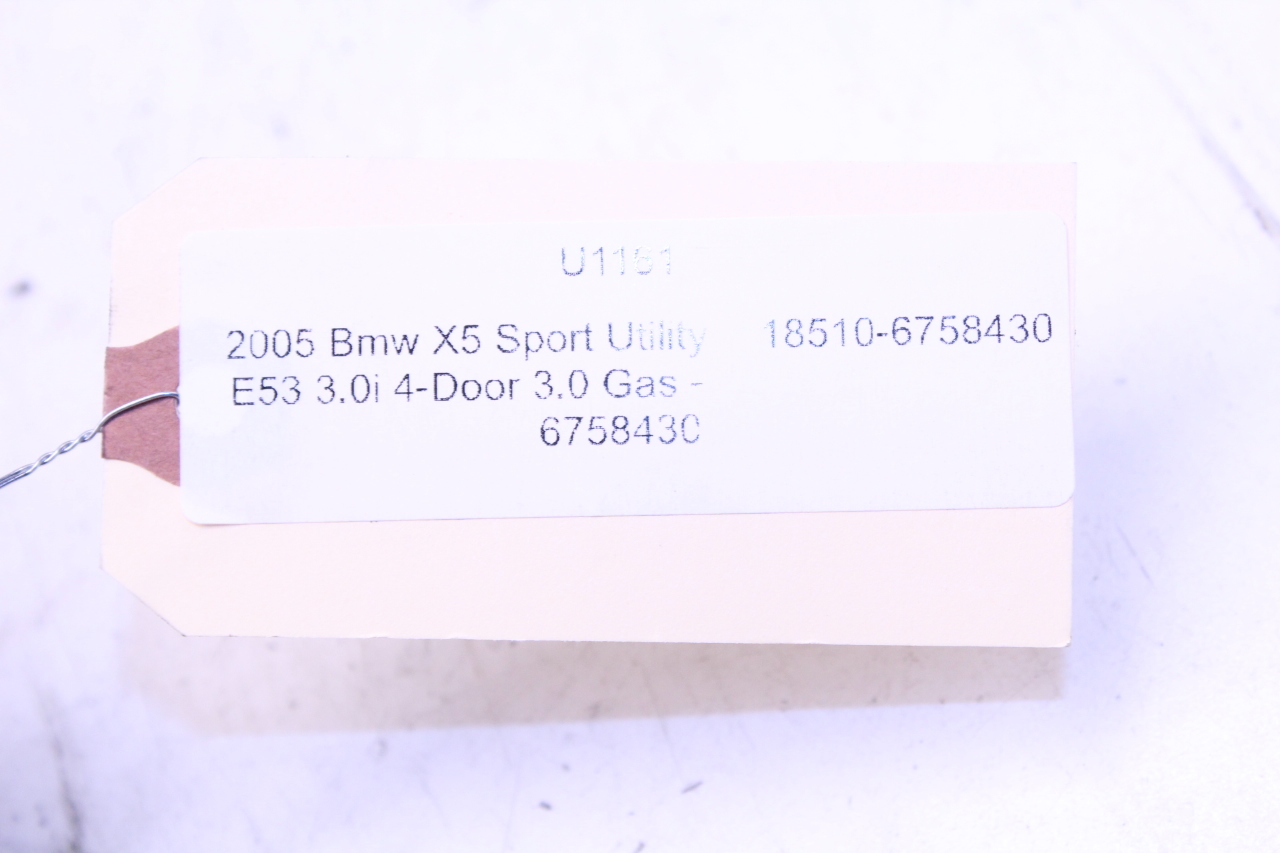 2005 Bmw X5 Sport Utility 18510-6758430
E53 3.0i 4-Door 3.0 Gas -
6758430